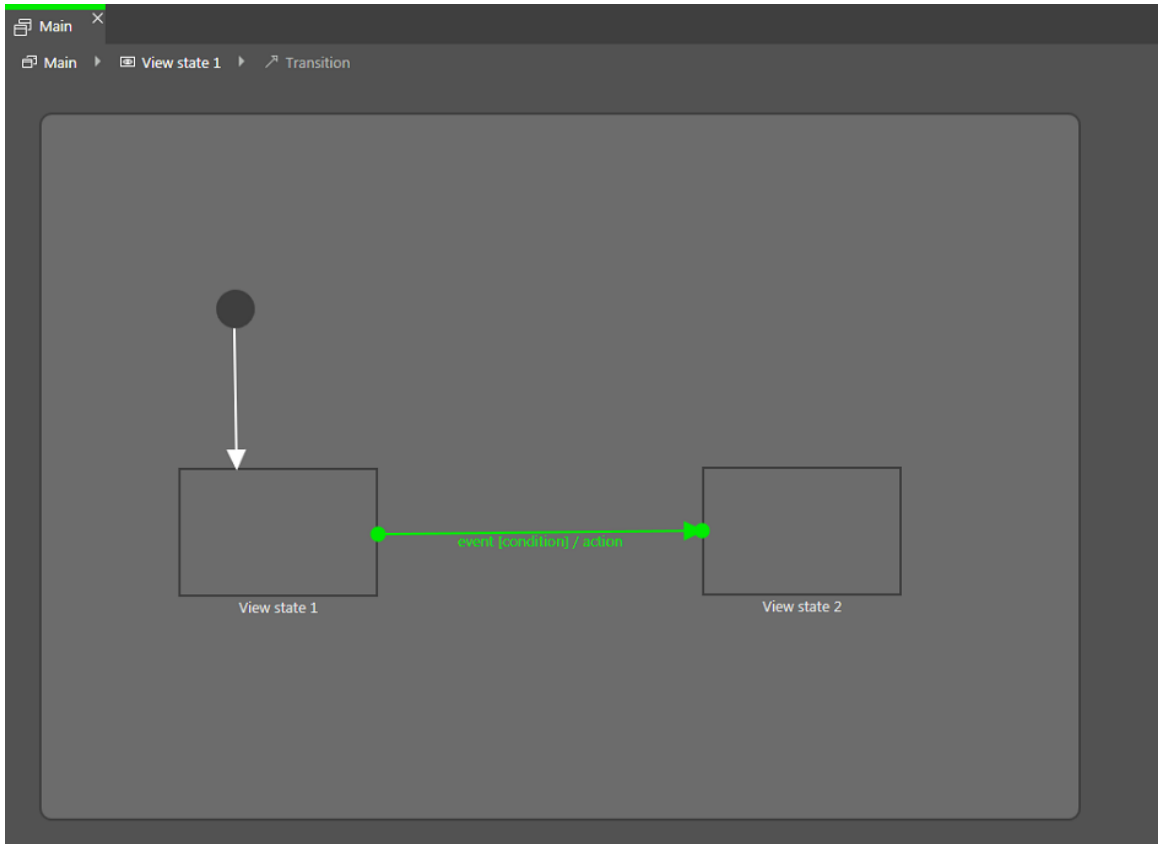 Main
Main View state 1 Transition
event [condition] / action
View state 1
View state 2